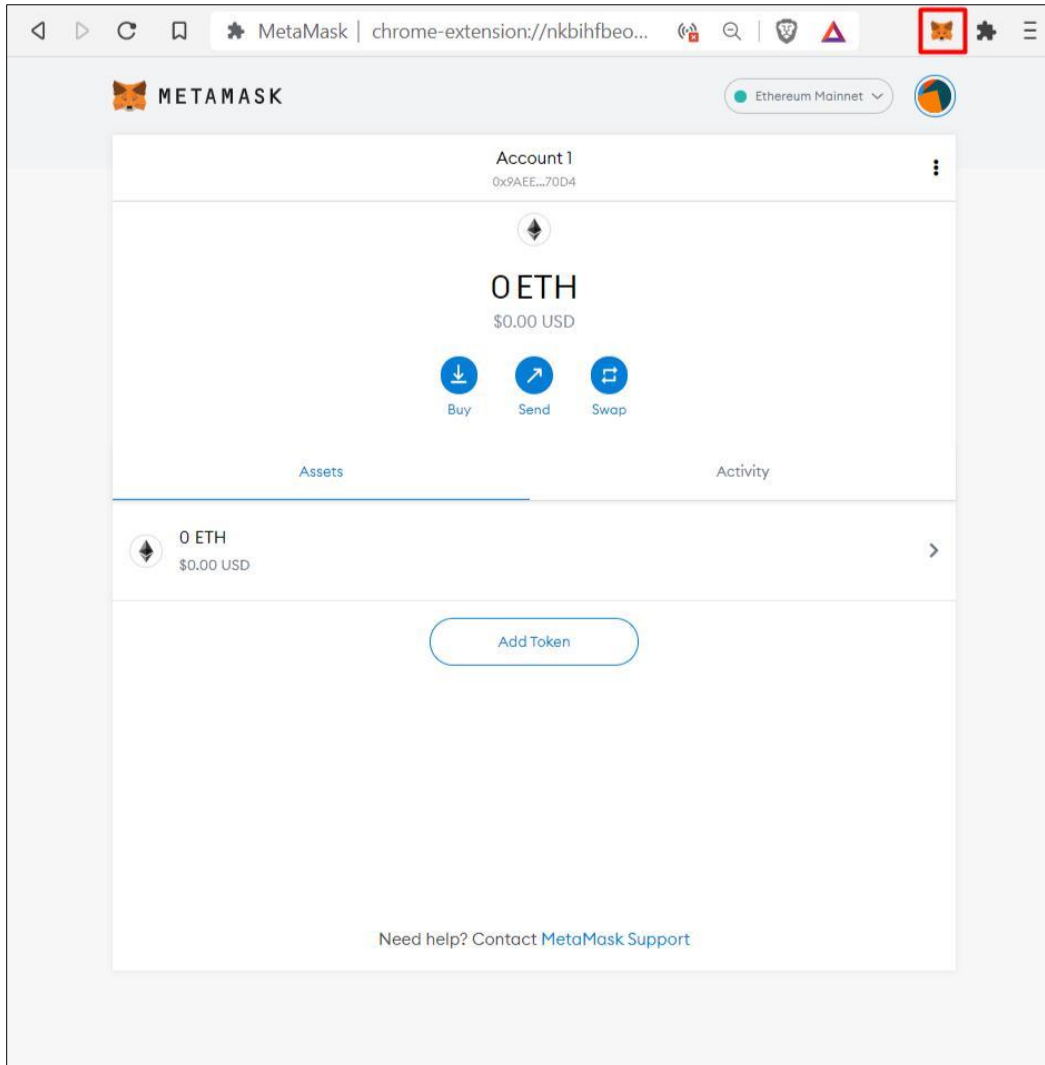 MetaMask | chrome-extension://nkbihfbeo...
METAMASK
Ethereum Mainnet
Account 1
0x9AEE...70D4
0 ETH
$0.00 USD
Buy Send Swap
Assets Activity
0 ETH
$0.00 USD
Add Token
Need help? Contact MetaMask Support